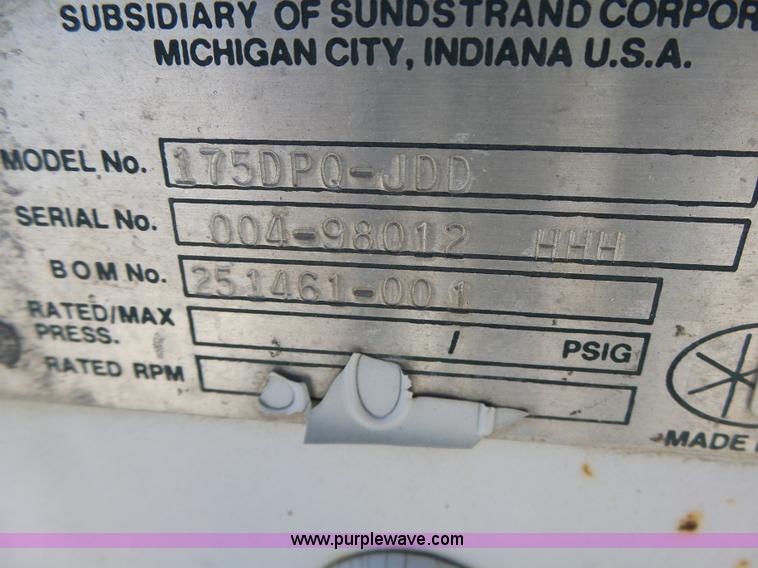 SUBSIDIARY OF SUNDSTRAND CORPOR
MICHIGAN CITY, INDIANA U.S.A.
MODEL No. 175DPQ-JDD
SERIAL No. 004-98012 HHH
BOM No. 251461-001
RATED/MAX PRESS. / PSIG
RATED RPM
MADE
www.purplewave.com